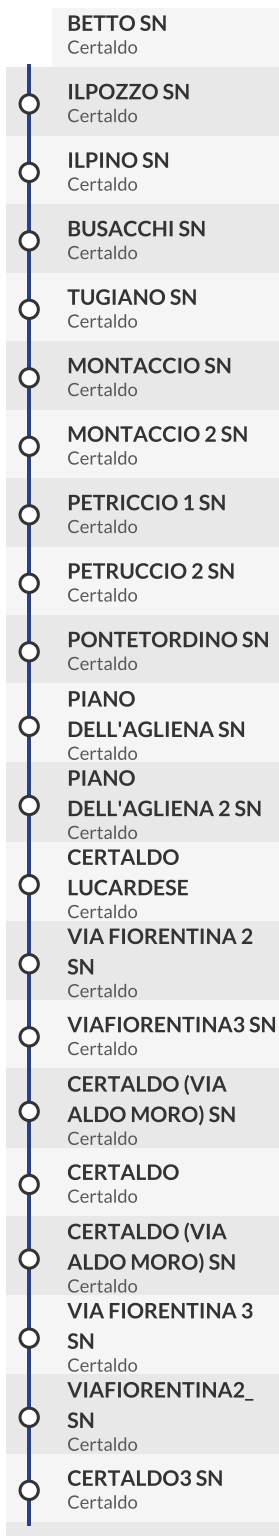 BETTO SN
Certaldo
ILPOZZO SN
Certaldo
ILPINO SN
Certaldo
BUSACCHI SN
Certaldo
TUGIANO SN
Certaldo
MONTACCIO SN
Certaldo
MONTACCIO 2 SN
Certaldo
PETRICCIO 1 SN
Certaldo
PETRUCCIO 2 SN
Certaldo
PONTETORDINO SN
Certaldo
PIANO
DELL'AGLIENA SN
Certaldo
PIANO
DELL'AGLIENA 2 SN
Certaldo
CERTALDO
LUCARDESE
Certaldo
VIA FIORENTINA 2
SN
Certaldo
VIAFIORENTINA3 SN
Certaldo
CERTALDO (VIA
ALDO MORO) SN
Certaldo
CERTALDO
Certaldo
CERTALDO (VIA
ALDO MORO) SN
Certaldo
VIA FIORENTINA 3
SN
Certaldo
VIAFIORENTINA2_
SN
Certaldo
CERTALDO3 SN
Certaldo